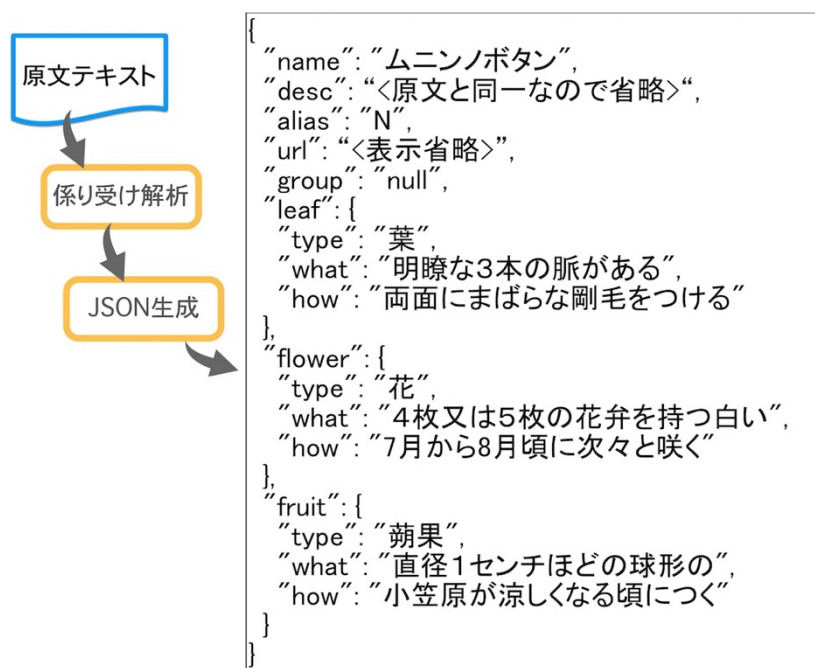 原文テキスト
係り受け解析
JSON生成
{
"name": "ムニンノボタン",
"desc": “<原文と同一なので省略>“,
"alias": "N",
"url": “<表示省略>”,
"group": "null",
"leaf": {
"type": "葉",
"what": "明瞭な3本の脈がある",
"how": "両面にまばらな剛毛をつける"
},
"flower": {
"type": "花",
"what": "4枚又は5枚の花弁を持つ白い",
"how": "7月から8月頃に次々と咲く"
},
"fruit": {
"type": "蒴果",
"what": "直径1センチほどの球形の",
"how": "小笠原が涼しくなる頃につく"
}
}